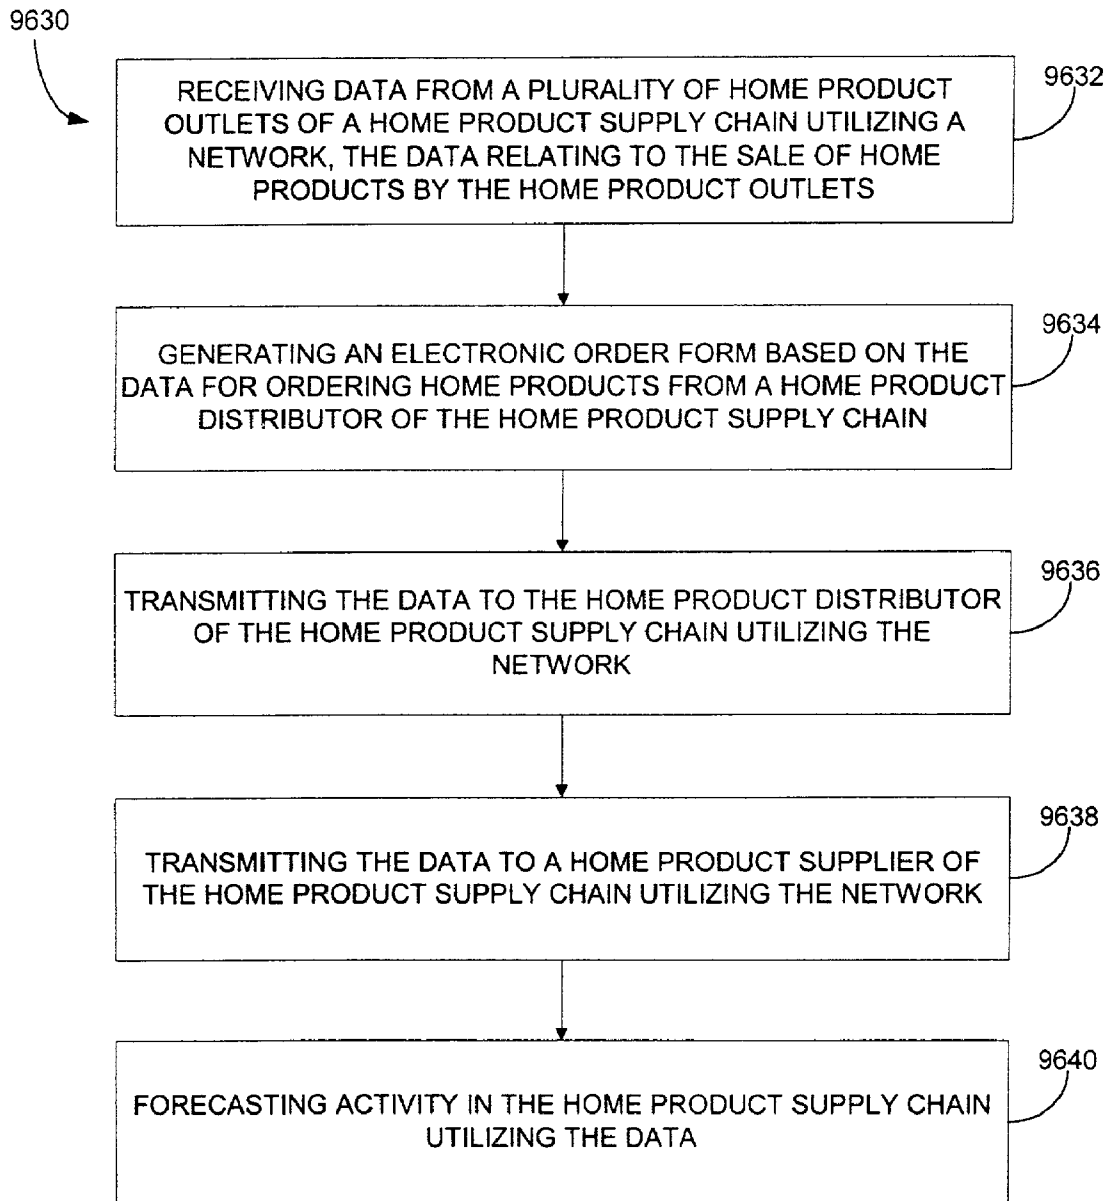 9630
9632
RECEIVING DATA FROM A PLURALITY OF HOME PRODUCT
OUTLETS OF A HOME PRODUCT SUPPLY CHAIN UTILIZING A
NETWORK, THE DATA RELATING TO THE SALE OF HOME
PRODUCTS BY THE HOME PRODUCT OUTLETS
9634
GENERATING AN ELECTRONIC ORDER FORM BASED ON THE
DATA FOR ORDERING HOME PRODUCTS FROM A HOME PRODUCT
DISTRIBUTOR OF THE HOME PRODUCT SUPPLY CHAIN
9636
TRANSMITTING THE DATA TO THE HOME PRODUCT DISTRIBUTOR
OF THE HOME PRODUCT SUPPLY CHAIN UTILIZING THE
NETWORK
9638
TRANSMITTING THE DATA TO A HOME PRODUCT SUPPLIER OF
THE HOME PRODUCT SUPPLY CHAIN UTILIZING THE NETWORK
9640
FORECASTING ACTIVITY IN THE HOME PRODUCT SUPPLY CHAIN
UTILIZING THE DATA